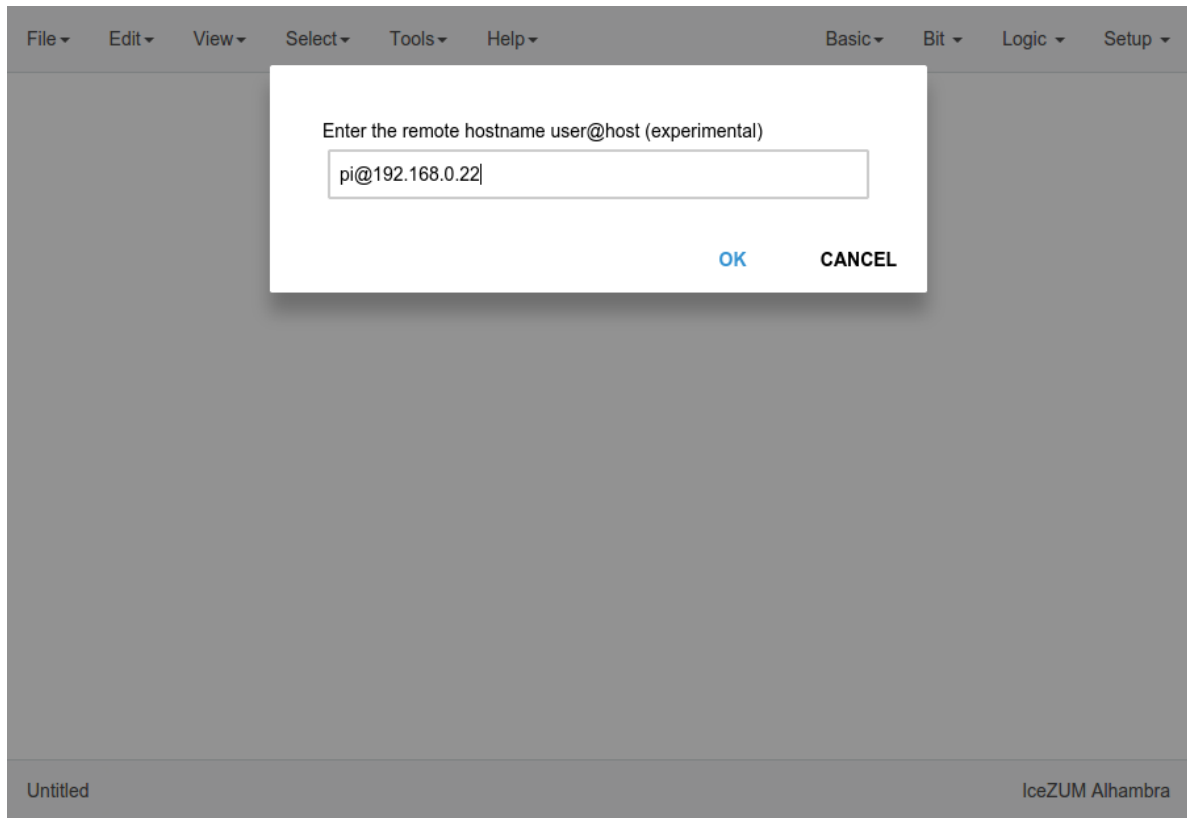 File Edit View Select Tools Help Basic Bit Logic Setup
Enter the remote hostname user@host (experimental)
pi@192.168.0.22
OK CANCEL
Untitled IceZUM Alhambra